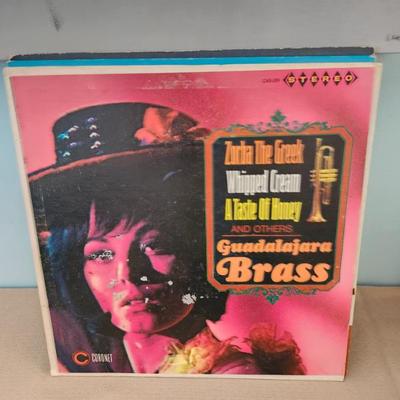 STEREO
Zorba The Greek
Whipped Cream
A Taste Of Honey
AND OTHERS
Guadalajara
Brass
C CORONET